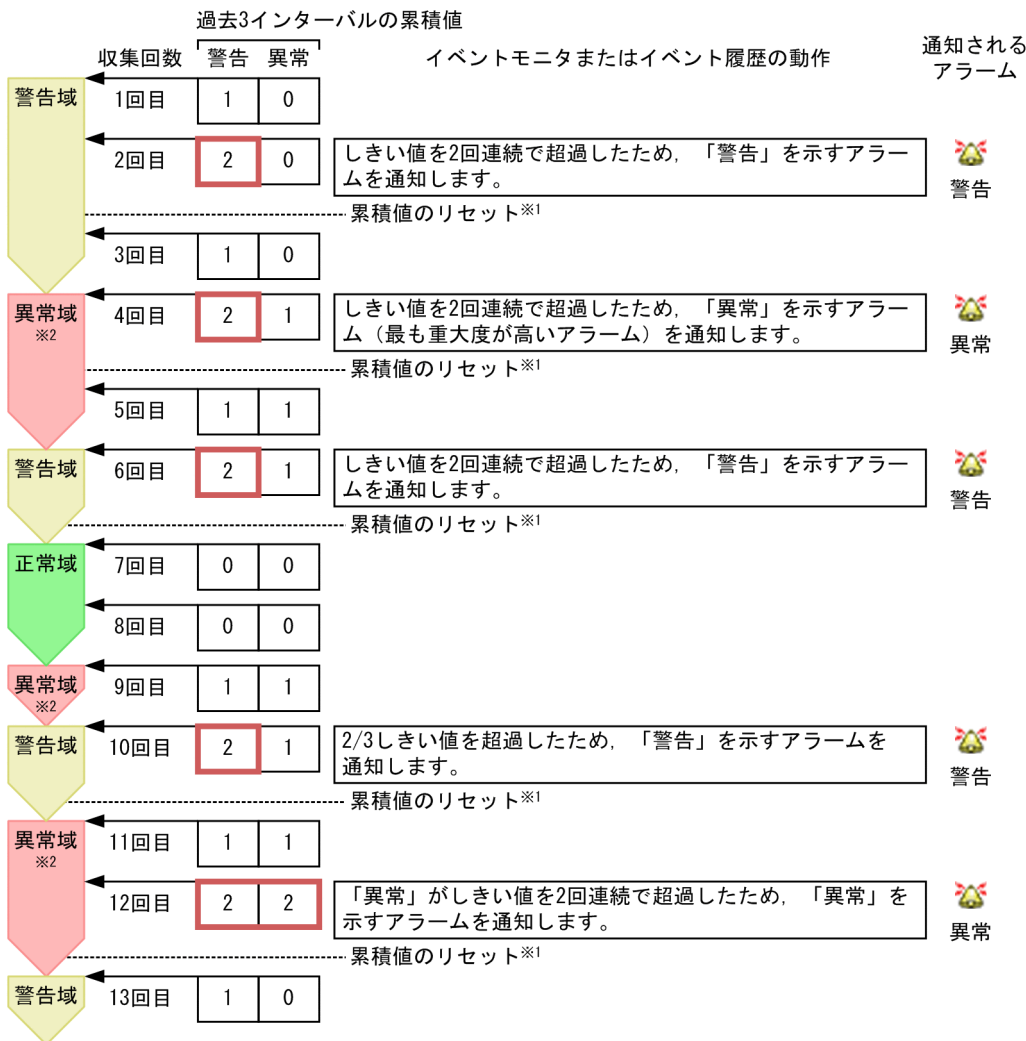 過去3インターバルの累積値
収集回数 警告 異常 イベントモニタまたはイベント履歴の動作 通知される
アラーム
警告域 1回目 1 0
2回目 2 0 しきい値を2回連続で超過したため，「警告」を示すアラー
ムを通知します。
警告
累積値のリセット※1
3回目 1 0
異常域
※2
4回目 2 1 しきい値を2回連続で超過したため，「異常」を示すアラー
ム（最も重大度が高いアラーム）を通知します。
異常
累積値のリセット※1
5回目 1 1
警告域 6回目 2 1 しきい値を2回連続で超過したため，「警告」を示すアラー
ムを通知します。
警告
累積値のリセット※1
正常域 7回目 0 0
8回目 0 0
異常域
※2
9回目 1 1
警告域 10回目 2 1 2/3しきい値を超過したため，「警告」を示すアラームを
通知します。
警告
累積値のリセット※1
異常域
※2
11回目 1 1
12回目 2 2 「異常」がしきい値を2回連続で超過したため，「異常」を
示すアラームを通知します。
異常
累積値のリセット※1
警告域 13回目 1 0